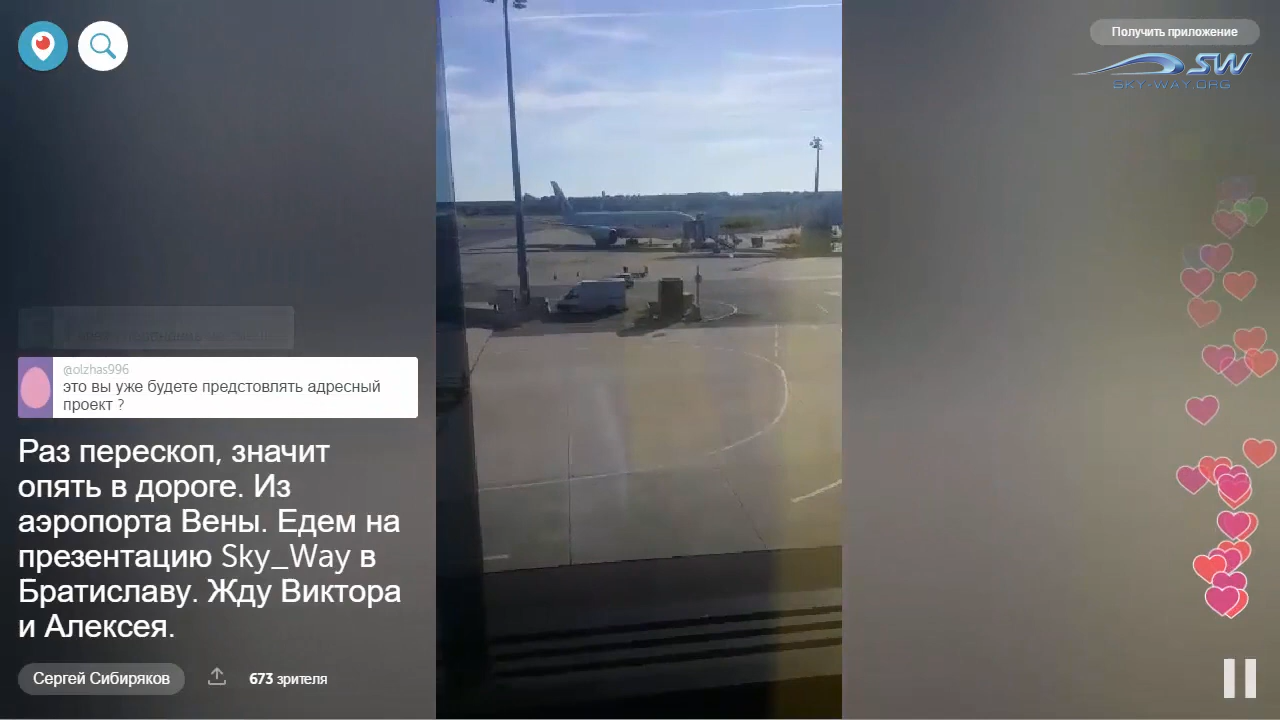 Получить приложение
SW
SKY-WAY.ORG
@olzhas996
это вы уже будете предстовлять адресный
проект ?
Раз перескоп, значит
опять в дороге. Из
аэропорта Вены. Едем на
презентацию Sky_Way в
Братиславу. Жду Виктора
и Алексея.
Сергей Сибиряков
673 зрителя